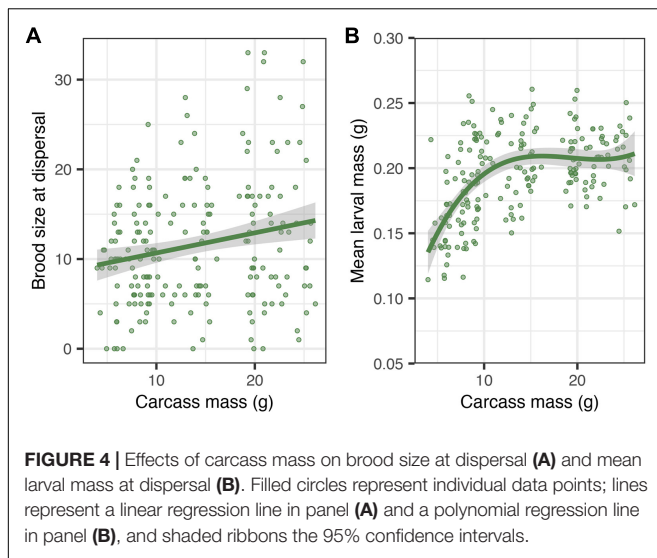 A
B
30
20
10
0
Brood size at dispersal
10
20
Carcass mass (g)
0.30
0.25
0.20
0.15
0.10
0.05
Mean larval mass (g)
10
20
Carcass mass (g)
FIGURE 4 | Effects of carcass mass on brood size at dispersal (A) and mean
larval mass at dispersal (B). Filled circles represent individual data points; lines
represent a linear regression line in panel (A) and a polynomial regression line
in panel (B), and shaded ribbons the 95% confidence intervals.